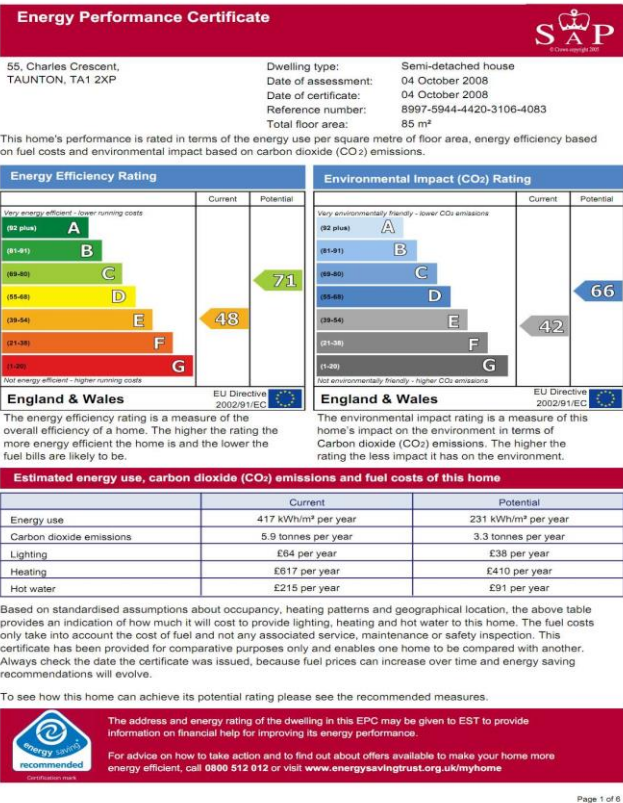 Energy Performance Certificate
SAP
© Crown copyright 2005
55, Charles Crescent,
TAUNTON, TA1 2XP
Dwelling type: Semi-detached house
Date of assessment: 04 October 2008
Date of certificate: 04 October 2008
Reference number: 8997-5944-4420-3106-4083
Total floor area: 85 m²
This home's performance is rated in terms of the energy use per square metre of floor area, energy efficiency based
on fuel costs and environmental impact based on carbon dioxide (CO2) emissions.
Energy Efficiency Rating
Current Potential
Very energy efficient - lower running costs
(92 plus) A
(81-91) B
(69-80) C
71
(55-68) D
(39-54) E
48
(21-38) F
(1-20) G
Not energy efficient - higher running costs
England & Wales
EU Directive
2002/91/EC
The energy efficiency rating is a measure of the
overall efficiency of a home. The higher the rating the
more energy efficient the home is and the lower the
fuel bills are likely to be.
Environmental Impact (CO2) Rating
Current Potential
Very environmentally friendly - lower CO2 emissions
(92 plus) A
(81-91) B
(69-80) C
(55-68) D
66
(39-54) E
42
(21-38) F
(1-20) G
Not environmentally friendly - higher CO2 emissions
England & Wales
EU Directive
2002/91/EC
The environmental impact rating is a measure of this
home's impact on the environment in terms of
Carbon dioxide (CO2) emissions. The higher the
rating the less impact it has on the environment.
Estimated energy use, carbon dioxide (CO2) emissions and fuel costs of this home
Current Potential
Energy use 417 kWh/m² per year 231 kWh/m² per year
Carbon dioxide emissions 5.9 tonnes per year 3.3 tonnes per year
Lighting £64 per year £38 per year
Heating £617 per year £410 per year
Hot water £215 per year £91 per year
Based on standardised assumptions about occupancy, heating patterns and geographical location, the above table
provides an indication of how much it will cost to provide lighting, heating and hot water to this home. The fuel costs
only take into account the cost of fuel and not any associated service, maintenance or safety inspection. This
certificate has been provided for comparative purposes only and enables one home to be compared with another.
Always check the date the certificate was issued, because fuel prices can increase over time and energy saving
recommendations will evolve.
To see how this home can achieve its potential rating please see the recommended measures.
energy saving
recommended
Certification mark
The address and energy rating of the dwelling in this EPC may be given to EST to provide
information on financial help for improving its energy performance.
For advice on how to take action and to find out about offers available to make your home more
energy efficient, call 0800 512 012 or visit www.energysavingtrust.org.uk/myhome
Page 1 of 6